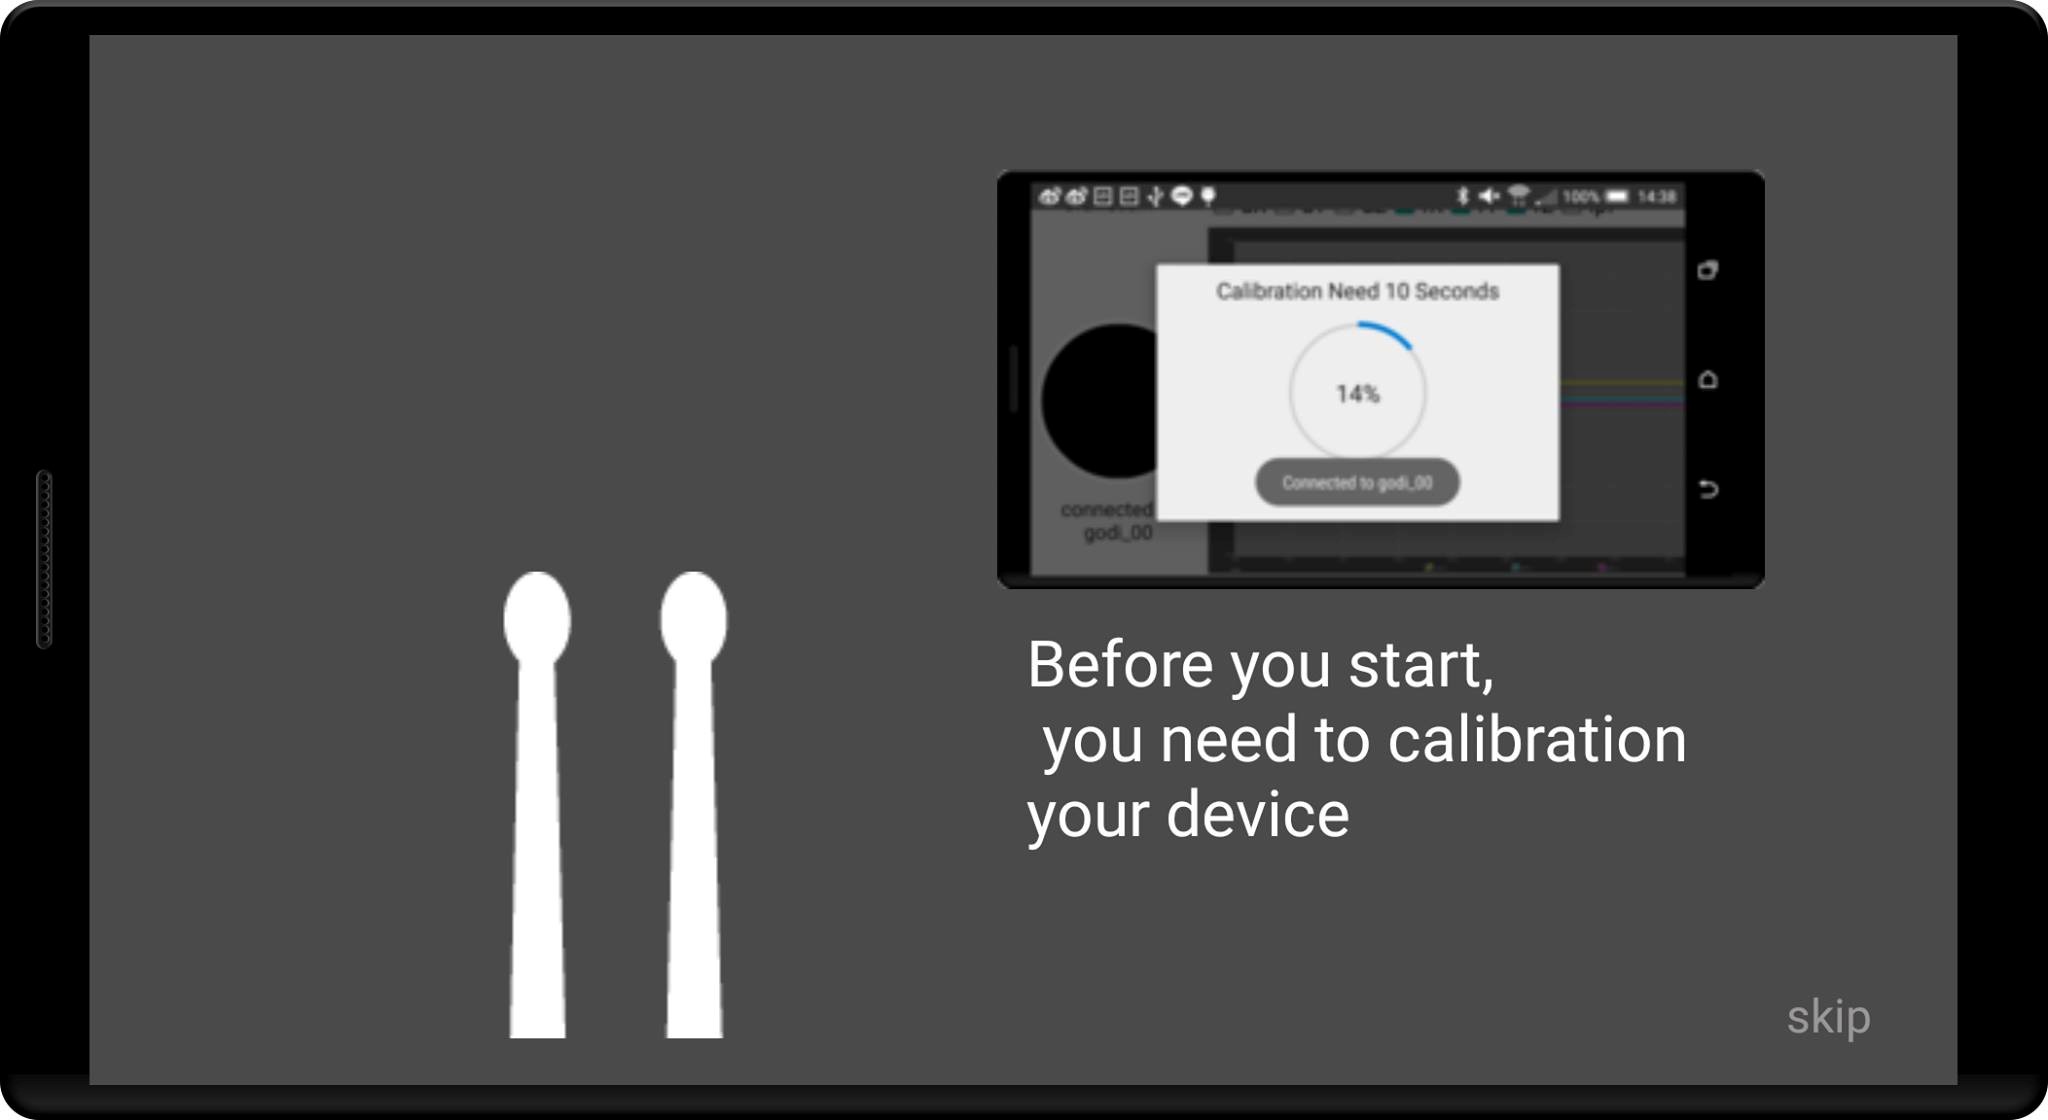 100% 14:38
Calibration Need 10 Seconds
14%
Connected to godi_00
connected
godi_00
Before you start,
you need to calibration
your device
skip